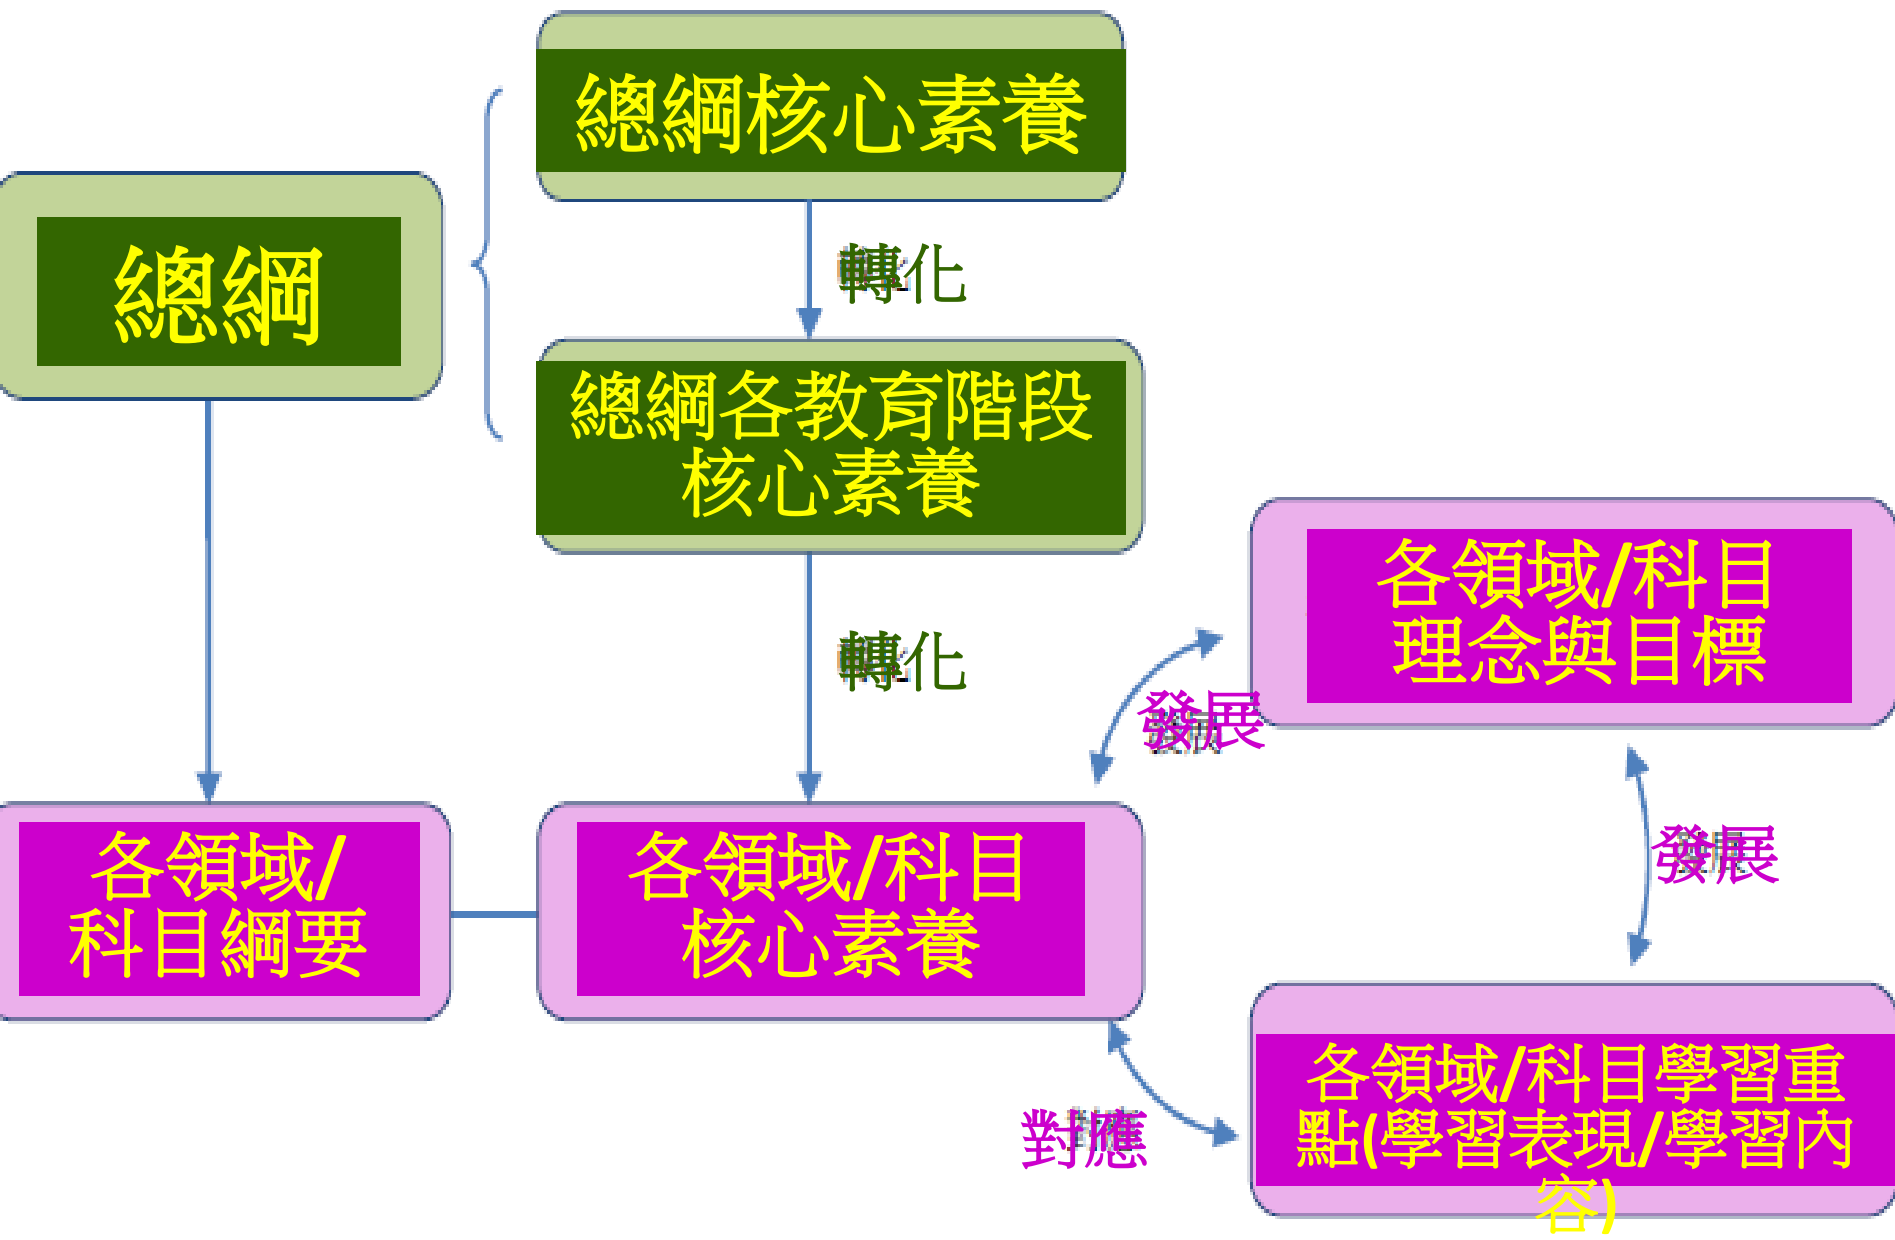 總綱核心素養
總綱
轉化
總綱各教育階段
核心素養
各領域/科目
理念與目標
轉化
發展
發展
各領域/
科目綱要
各領域/科目
核心素養
各領域/科目學習重
點(學習表現/學習內
容)
對應